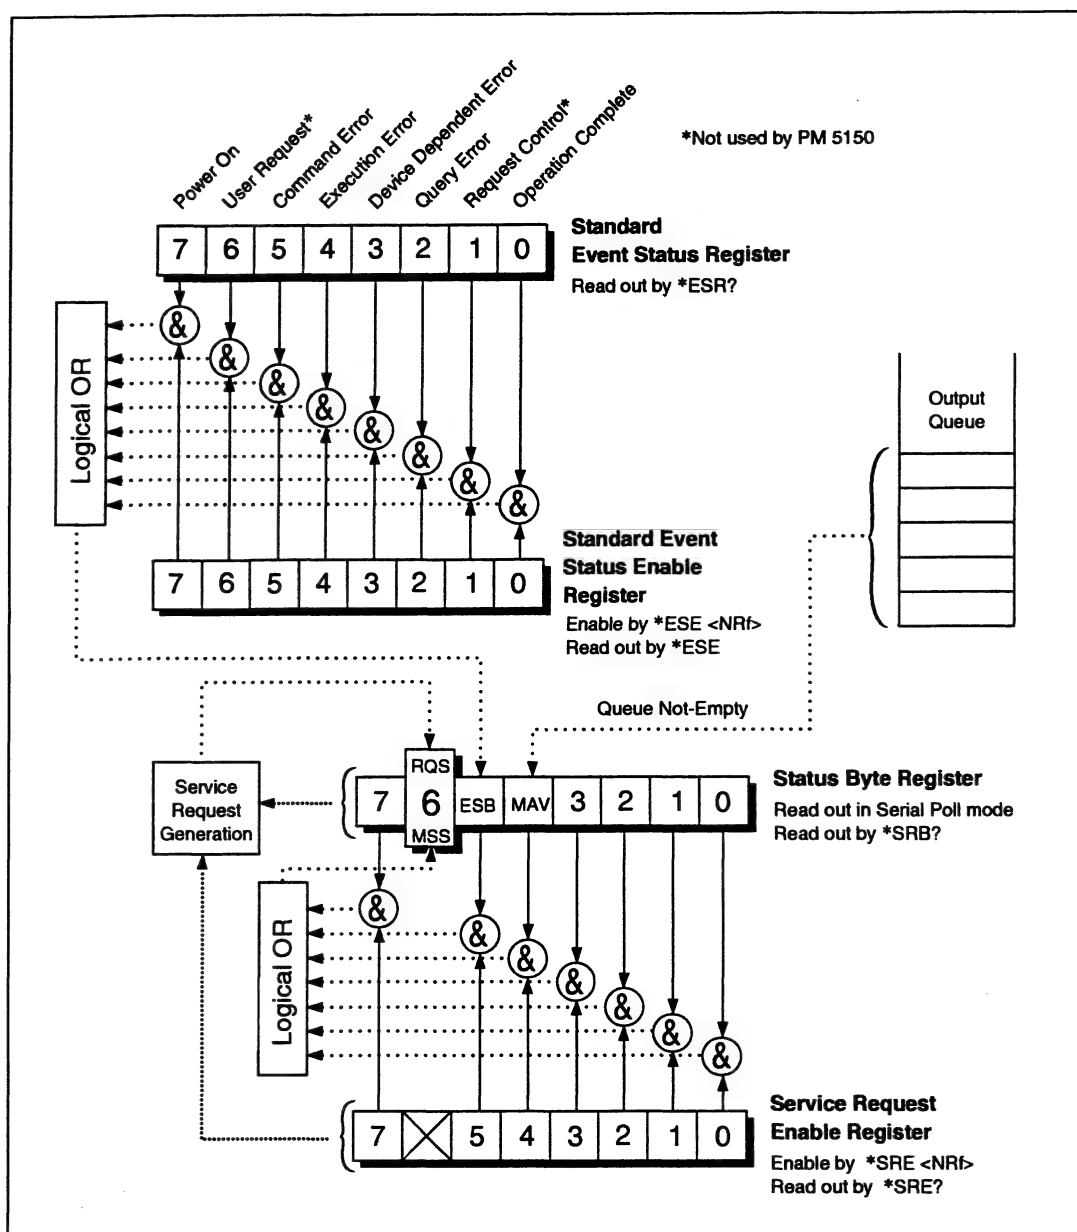 Power On
User Request*
Command Error
Execution Error
Device Dependent Error
Query Error
Request Control*
Operation Complete
*Not used by PM 5150
7 6 5 4 3 2 1 0
Standard
Event Status Register
Read out by *ESR?
Logical OR
&
&
&
&
&
&
&
&
Output
Queue
7 6 5 4 3 2 1 0
Standard Event
Status Enable
Register
Enable by *ESE <NRf>
Read out by *ESE
Queue Not-Empty
Service
Request
Generation
RQS
7 6 ESB MAV 3 2 1 0
MSS
Status Byte Register
Read out in Serial Poll mode
Read out by *SRB?
Logical OR
&
&
&
&
&
&
&
7 5 4 3 2 1 0
Service Request
Enable Register
Enable by *SRE <NRf>
Read out by *SRE?